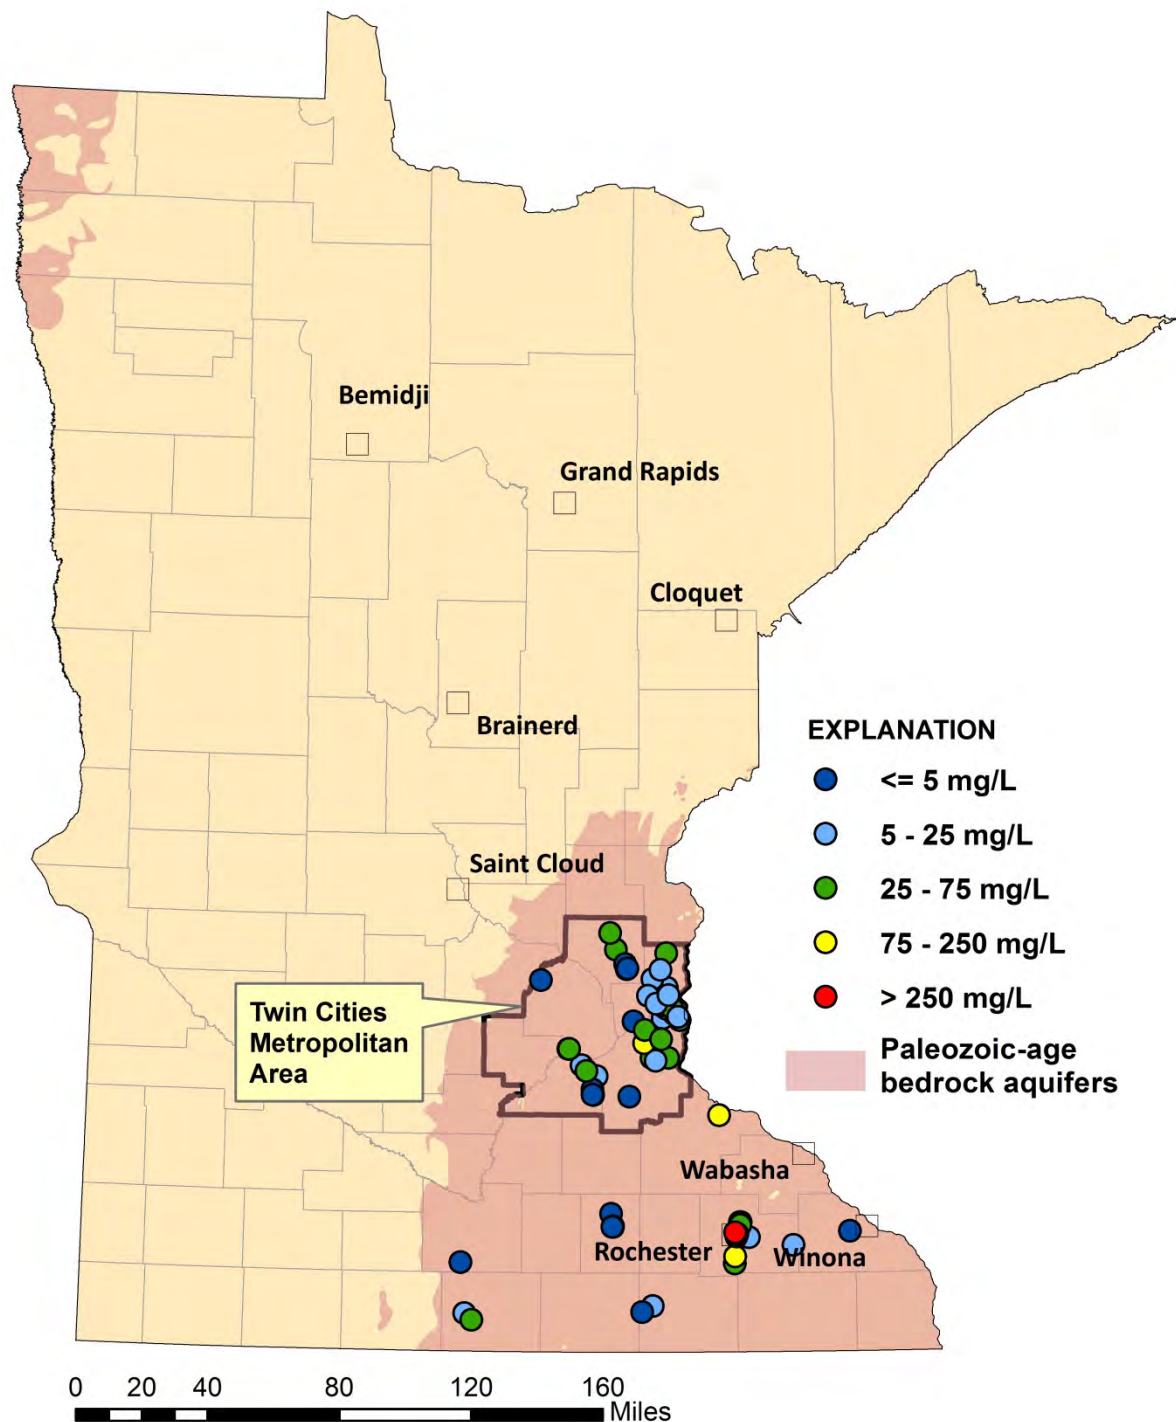 Bemidji
Grand Rapids
Cloquet
Brainerd
EXPLANATION
<= 5 mg/L
5 - 25 mg/L
Saint Cloud
25 - 75 mg/L
75 - 250 mg/L
> 250 mg/L
Twin Cities
Metropolitan
Area
Paleozoic-age
bedrock aquifers
Wabasha
Rochester
Winona
0 20 40 80 120 160
Miles